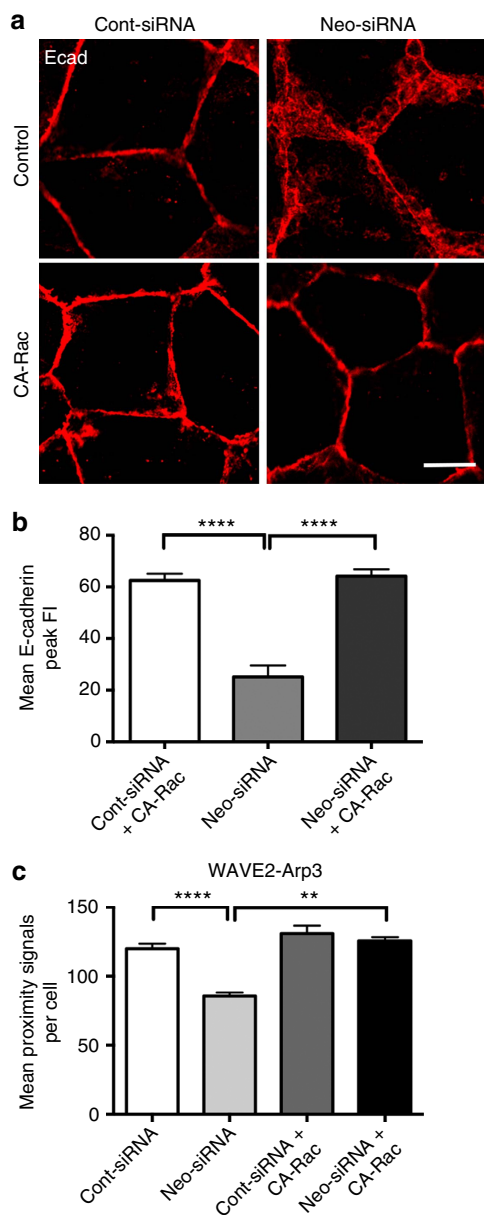 a
Cont-siRNA
Neo-siRNA
Ecad
Control
CA-Rac
b
Mean E-cadherin
peak FI
80
60
40
20
0
****
****
Cont-siRNA
+ CA-Rac
Neo-siRNA
Neo-siRNA
+ CA-Rac
c
WAVE2-Arp3
Mean proximity signals
per cell
150
100
50
0
****
**
Cont-siRNA
Neo-siRNA
Cont-siRNA +
CA-Rac
Neo-siRNA +
CA-Rac